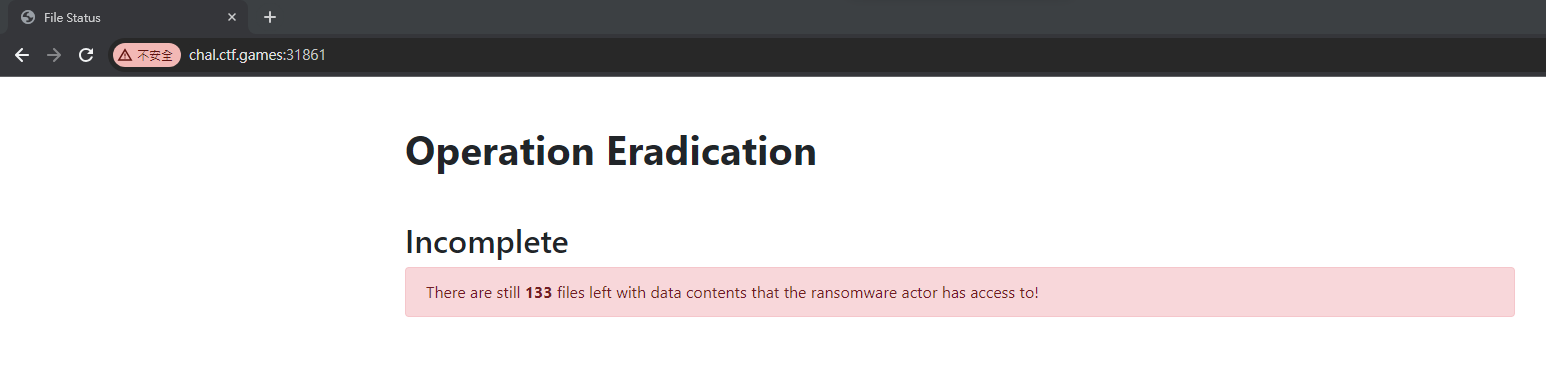 File Status
不安全 chal.ctf.games:31861
Operation Eradication
Incomplete
There are still 133 files left with data contents that the ransomware actor has access to!